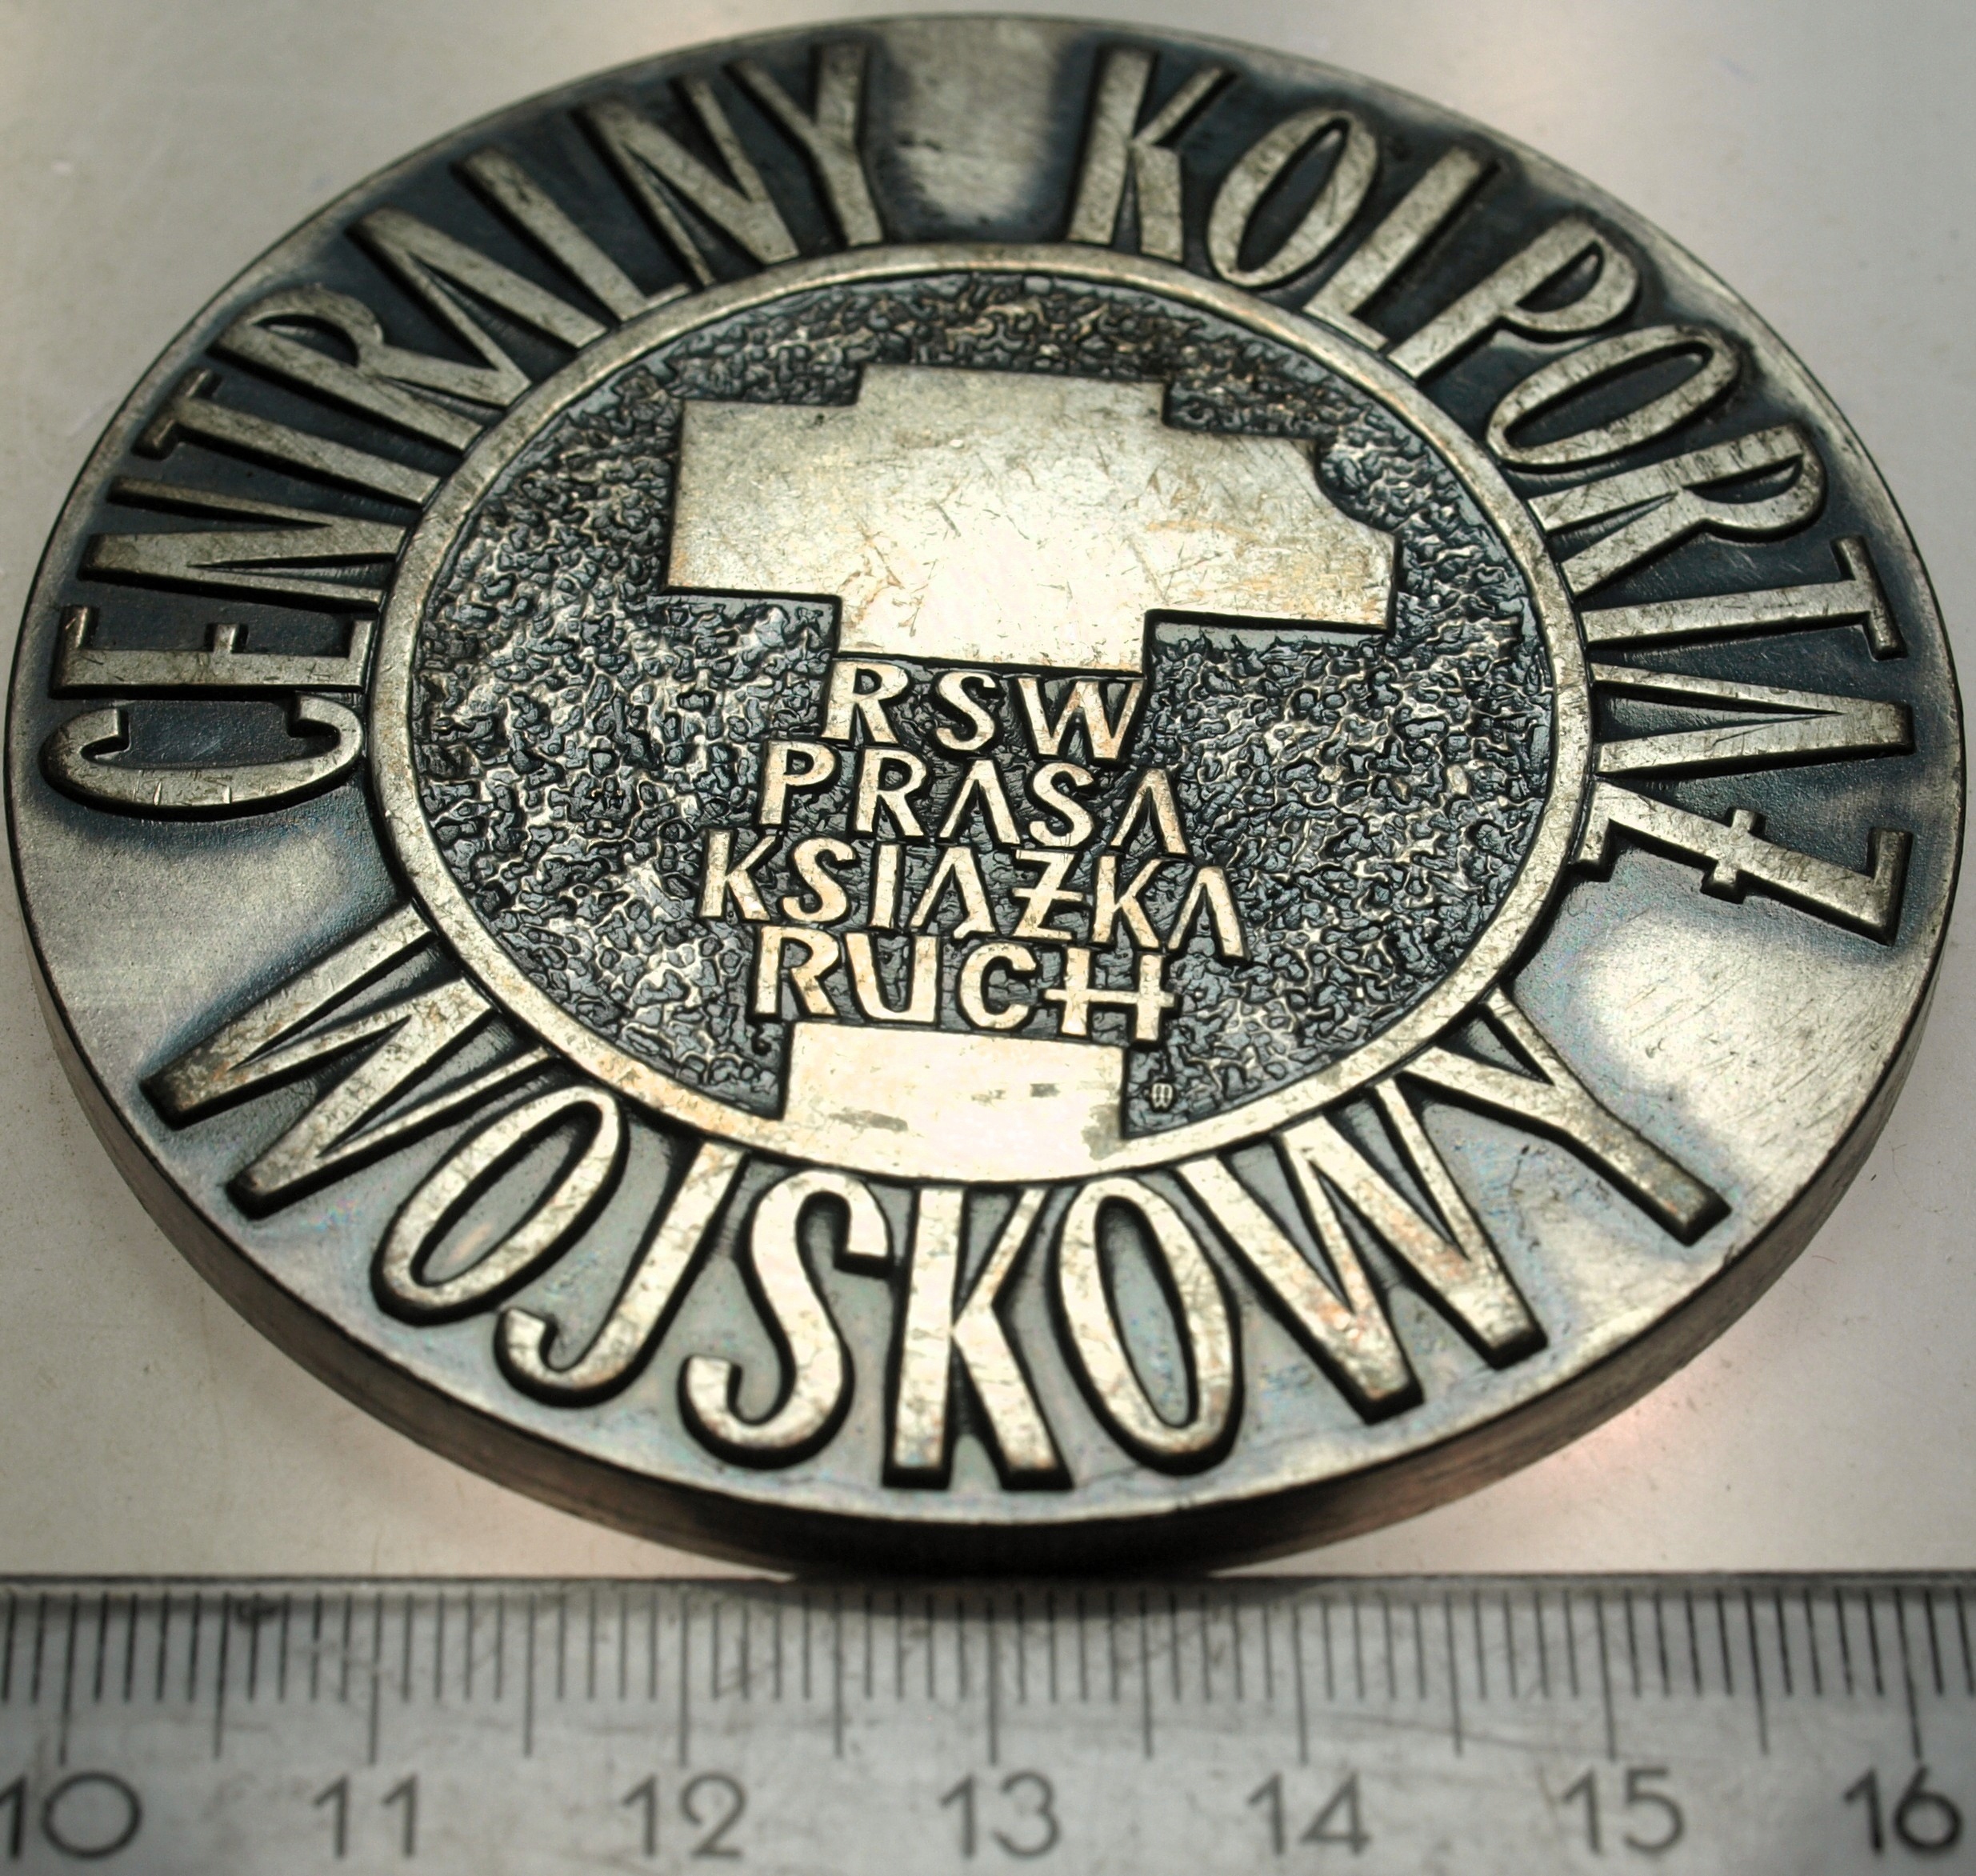 CENTRALNY KOLPORTAŻ
WOJSKOWY
RSW
PRASA
KSIĄŻKA
RUCH
10 11 12 13 14 15 16